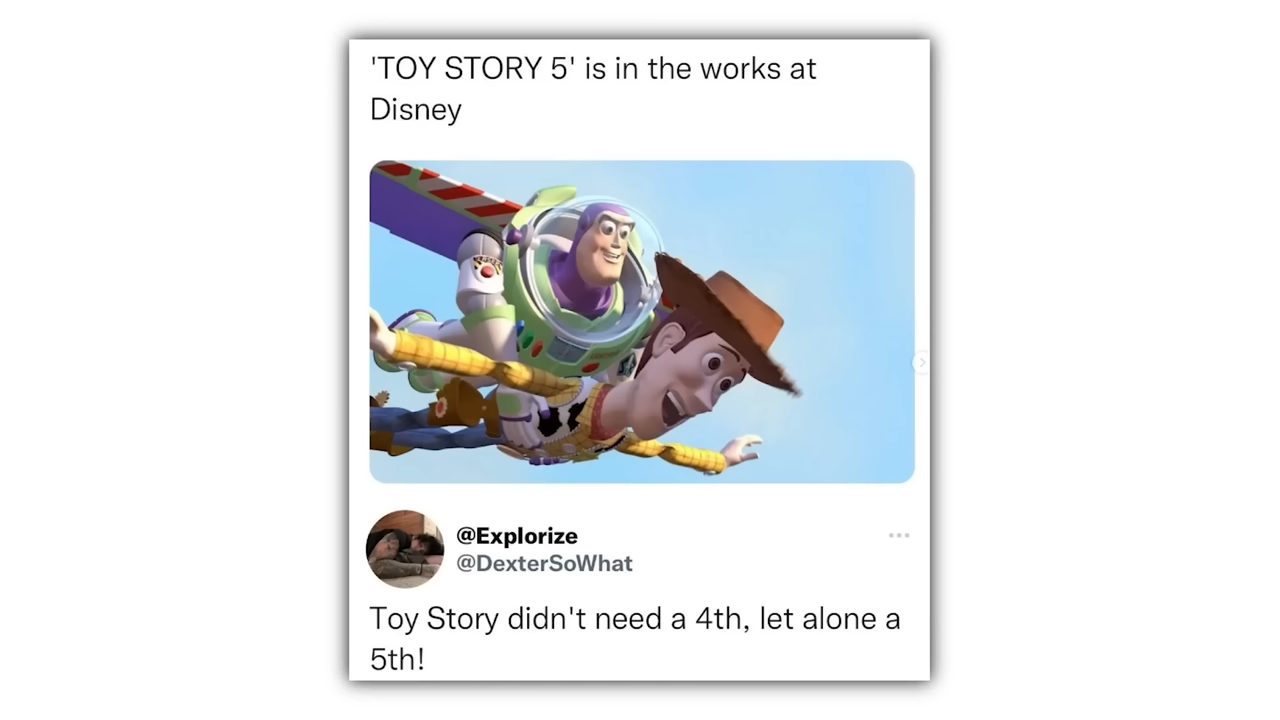 'TOY STORY 5' is in the works at
Disney
@Explorize
@DexterSoWhat
Toy Story didn't need a 4th, let alone a
5th!